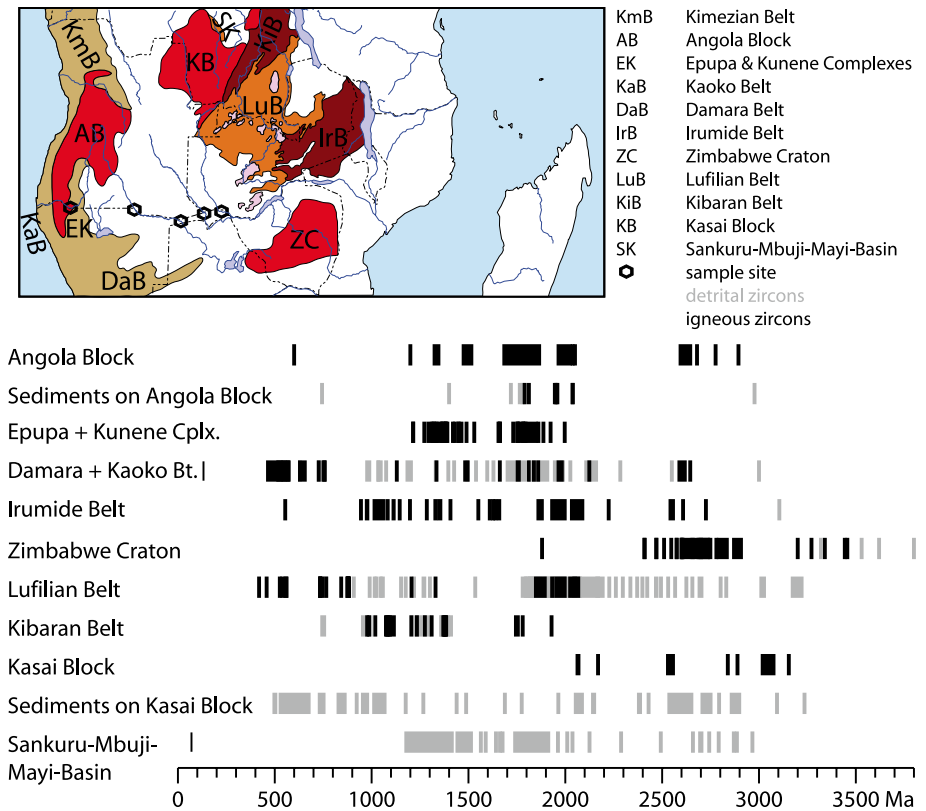 KmB
SK
KiB
KB
LuB
AB
IrB
EK
KaB
ZC
DaB
KmB Kimezian Belt
AB Angola Block
EK Epupa & Kunene Complexes
KaB Kaoko Belt
DaB Damara Belt
IrB Irumide Belt
ZC Zimbabwe Craton
LuB Lufilian Belt
KiB Kibaran Belt
KB Kasai Block
SK Sankuru-Mbuji-Mayi-Basin
sample site
detrital zircons
igneous zircons
Angola Block
Sediments on Angola Block
Epupa + Kunene Cplx.
Damara + Kaoko Bt.
Irumide Belt
Zimbabwe Craton
Lufilian Belt
Kibaran Belt
Kasai Block
Sediments on Kasai Block
Sankuru-Mbuji-
Mayi-Basin
0 500 1000 1500 2000 2500 3000 3500 Ma